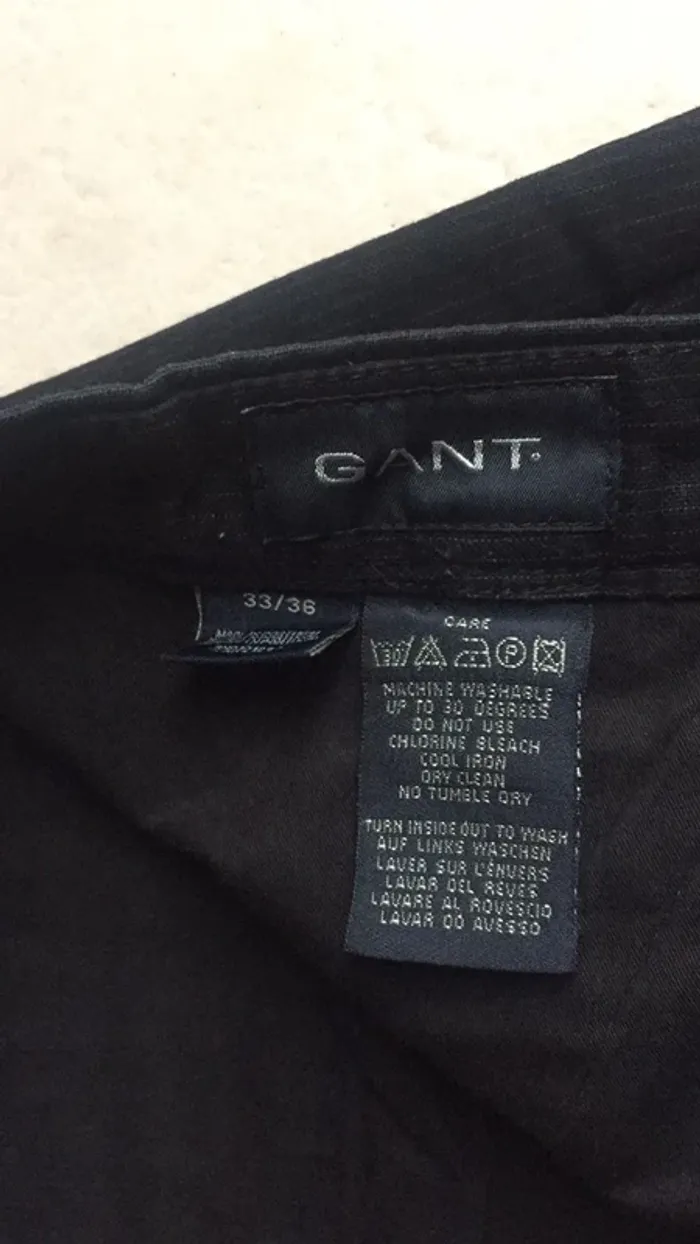 GANT
33/36
CARE
30
P
MACHINE WASHABLE
UP TO 30 DEGREES
DO NOT USE
CHLORINE BLEACH
COOL IRON
DRY CLEAN
NO TUMBLE DRY
TURN INSIDE OUT TO WASH
AUF LINKS WASCHEN
LAVER SUR L'ENVERS
LAVAR DEL REVES
LAVARE AL ROVESCIO
LAVAR DO AVESSO